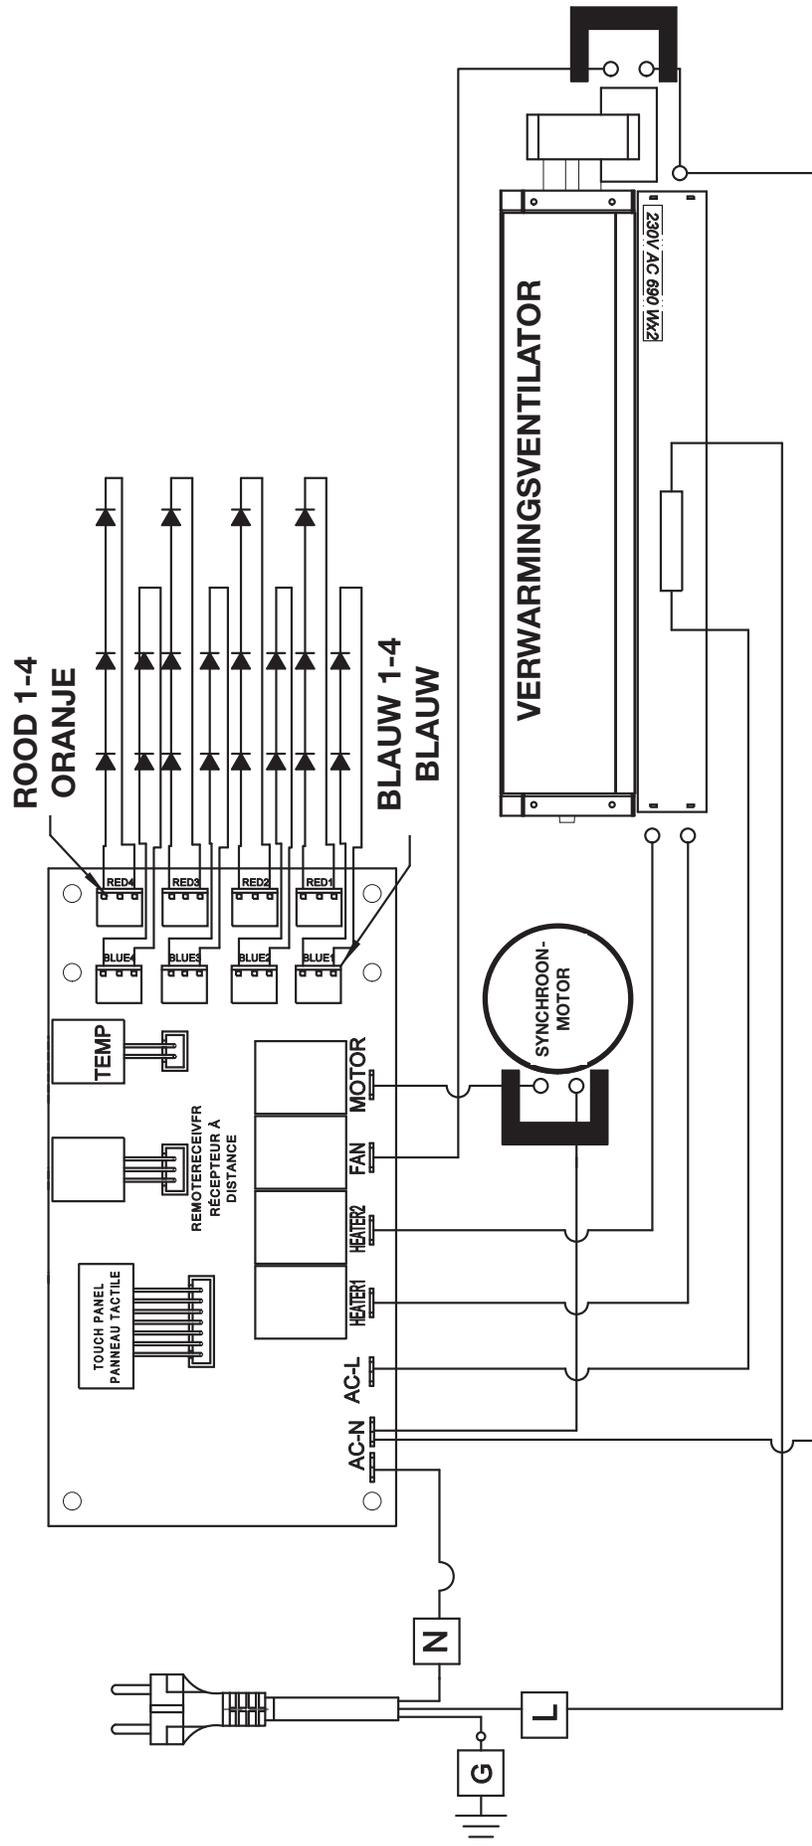 ROOD 1-4
ORANJE
BLAUW 1-4
BLAUW
RED4
RED3
RED2
RED1
BLUE4
BLUE3
BLUE2
BLUE1
TEMP
REMOTERECEIVFR
RÉCEPTEUR À
DISTANCE
TOUCH PANEL
PANNEAU TACTILE
MOTOR
FAN
HEATER2
HEATER1
AC-L
AC-N
SYNCHROON-
MOTOR
VERWARMINGSVENTILATOR
230V AC 690 Wx2
N
L
G